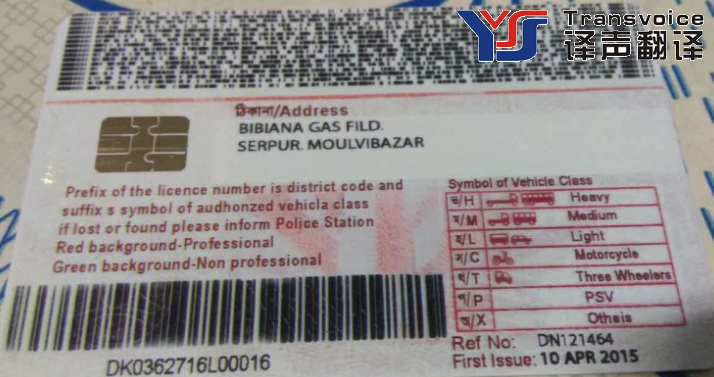 Transvoice
译声翻译
YS
ঠিকানা/Address
BIBIANA GAS FILD.
SERPUR. MOULVIBAZAR
Prefix of the licence number is district code and
suffix s symbol of audhonzed vehicla class
if lost or found please inform Police Station
Red background-Professional
Green background-Non professional
Symbol of Vehicle Class
/H Heavy
/M Medium
/L Light
/C Motorcycle
/T Three Wheelers
/P PSV
/X Otheis
DK0362716L00016
Ref No: DN121464
First Issue: 10 APR 2015